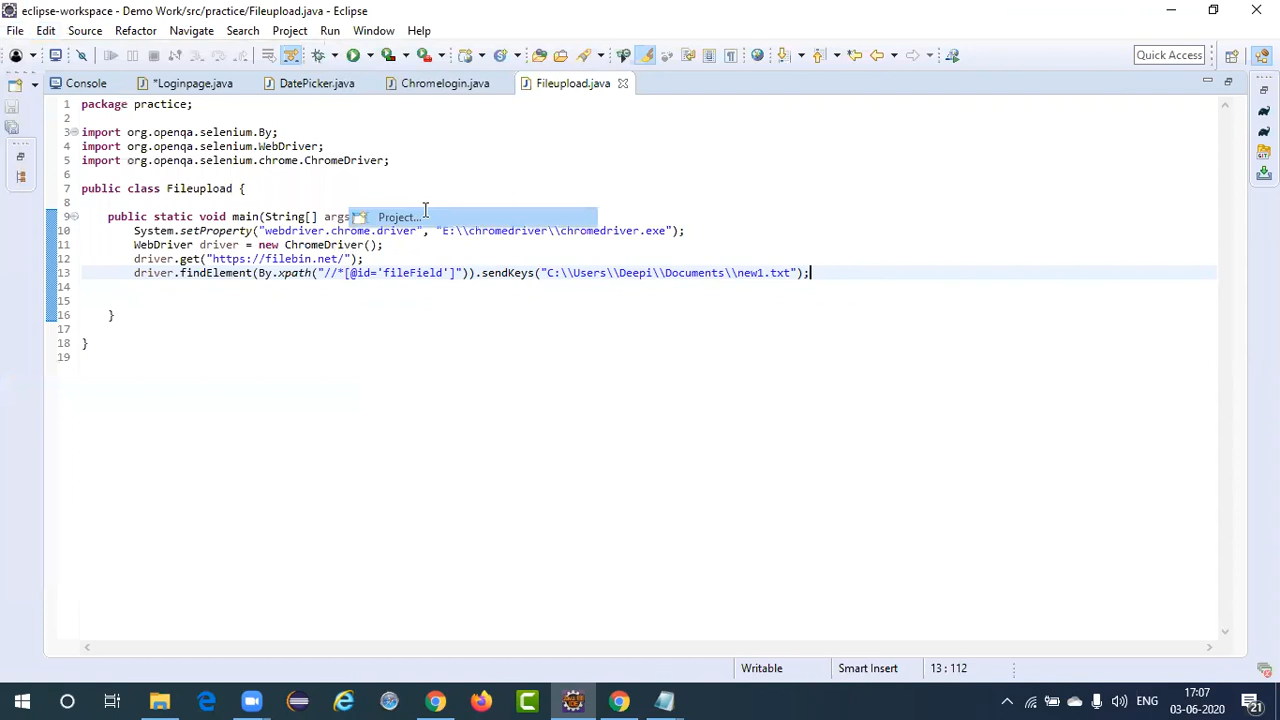 eclipse-workspace - Demo Work/src/practice/Fileupload.java - Eclipse
File Edit Source Refactor Navigate Search Project Run Window Help
Quick Access
Console *Loginpage.java DatePicker.java Chromelogin.java Fileupload.java
1 package practice;
2
3 import org.openqa.selenium.By;
4 import org.openqa.selenium.WebDriver;
5 import org.openqa.selenium.chrome.ChromeDriver;
6
7 public class Fileupload {
8
9 public static void main(String[] args
Project...
10 System.setProperty("webdriver.chrome.driver", "E:\\chromedriver\\chromedriver.exe");
11 WebDriver driver = new ChromeDriver();
12 driver.get("https://filebin.net/");
13 driver.findElement(By.xpath("//*[@id='fileField']")).sendKeys("C:\\Users\\Deepi\\Documents\\new1.txt");
14
15
16 }
17
18 }
19
Writable Smart Insert 13 : 112
ENG
17:07
03-06-2020
21